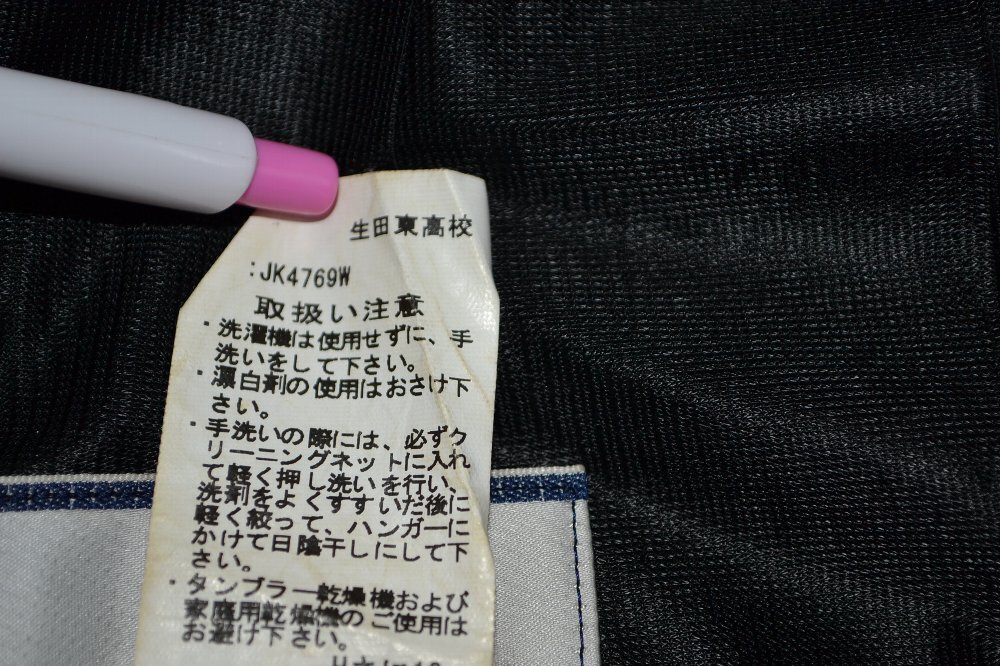 生田東高校
:JK4769W
取扱い注意
・洗濯機は使用せずに、手
洗いをして下さい。
・漂白剤の使用はおさけ下
さい。
・手洗いの際には、必ずク
リーニングネットに入れ
て軽く押し洗いを行い、
洗剤をよくすすいだ後に
軽く絞って、ハンガーに
かけて日陰干しにして下
さい。
・タンブラー乾燥機および
家庭用乾燥機のご使用は
お避け下さい。